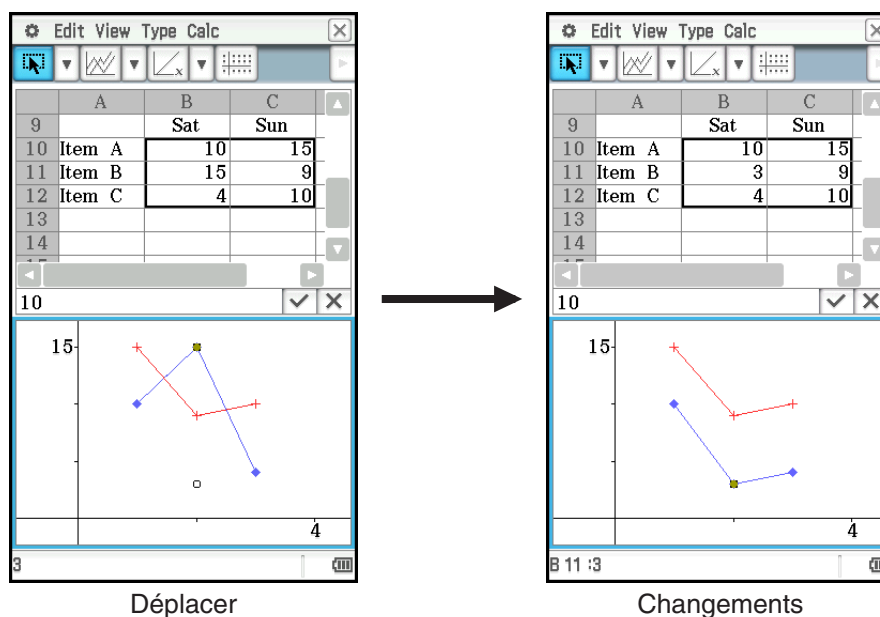 Edit View Type Calc
A B C
9 Sat Sun
10 Item A 10 15
11 Item B 15 9
12 Item C 4 10
13
14
10
15
4
3
Déplacer
Edit View Type Calc
A B C
9 Sat Sun
10 Item A 10 15
11 Item B 3 9
12 Item C 4 10
13
14
10
15
4
B 11 :3
Changements